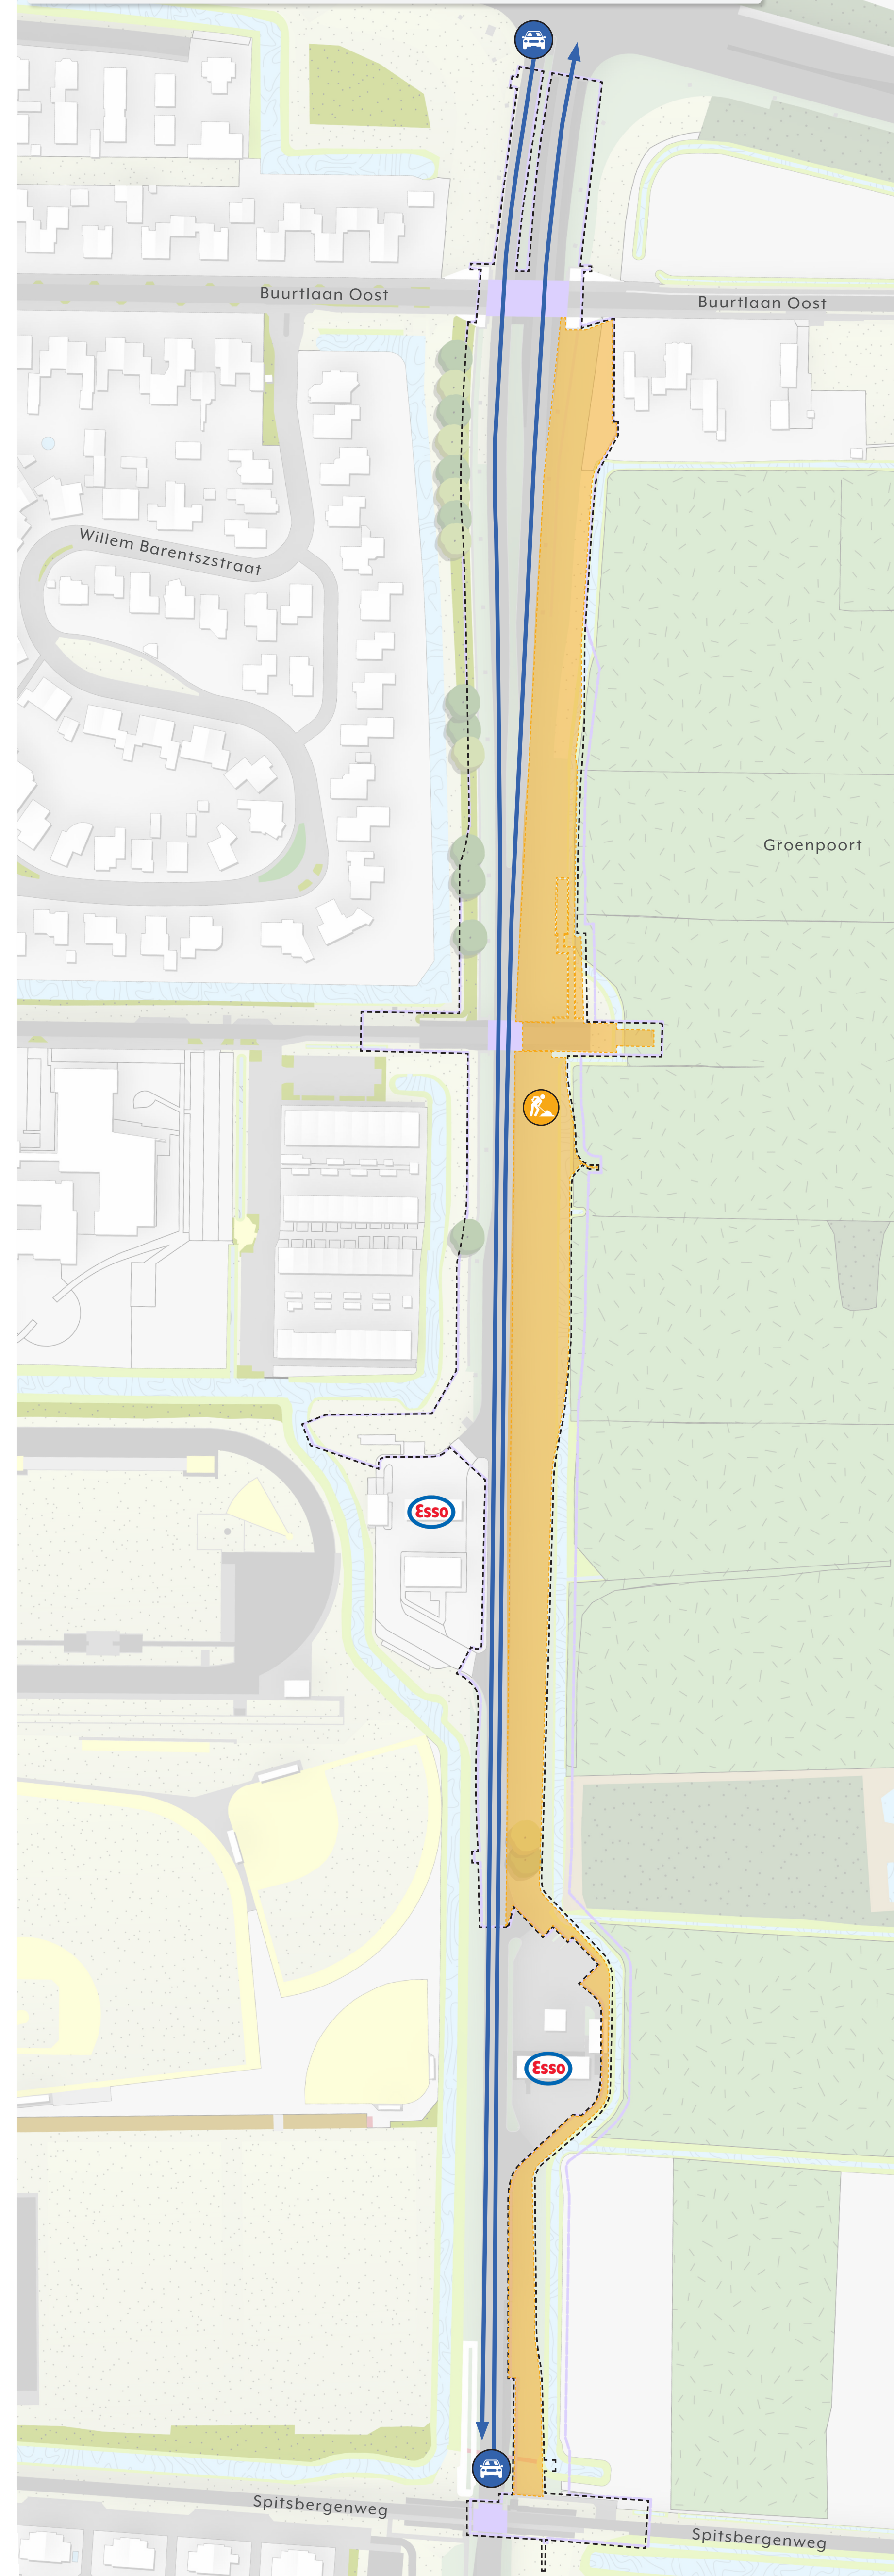 Buurtlaan Oost
Buurtlaan Oost
Willem Barentszstraat
Groenpoort
Esso
Esso
Spitsbergenweg
Spitsbergenweg